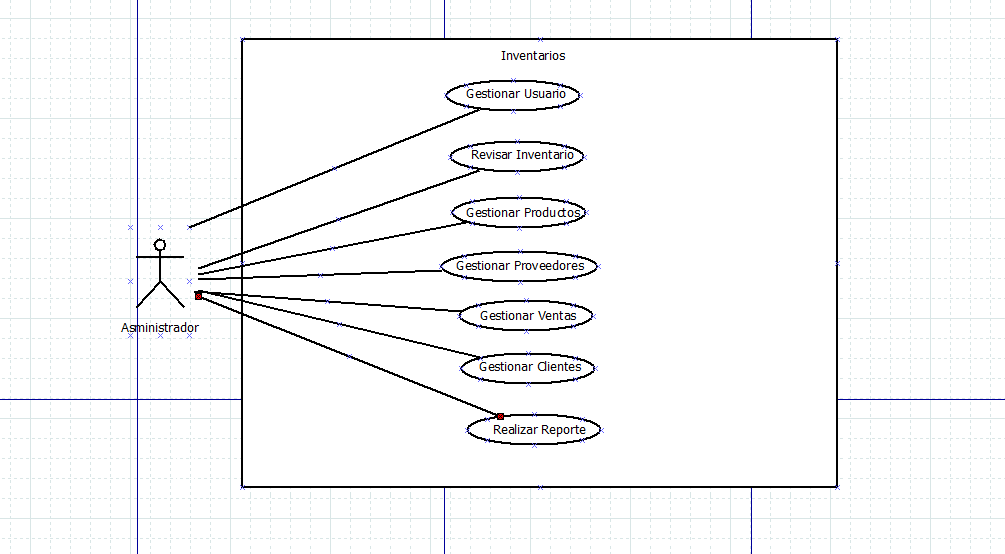 Inventarios
Gestionar Usuario
Revisar Inventario
Gestionar Productos
Gestionar Proveedores
Gestionar Ventas
Asministrador
Gestionar Clientes
Realizar Reporte